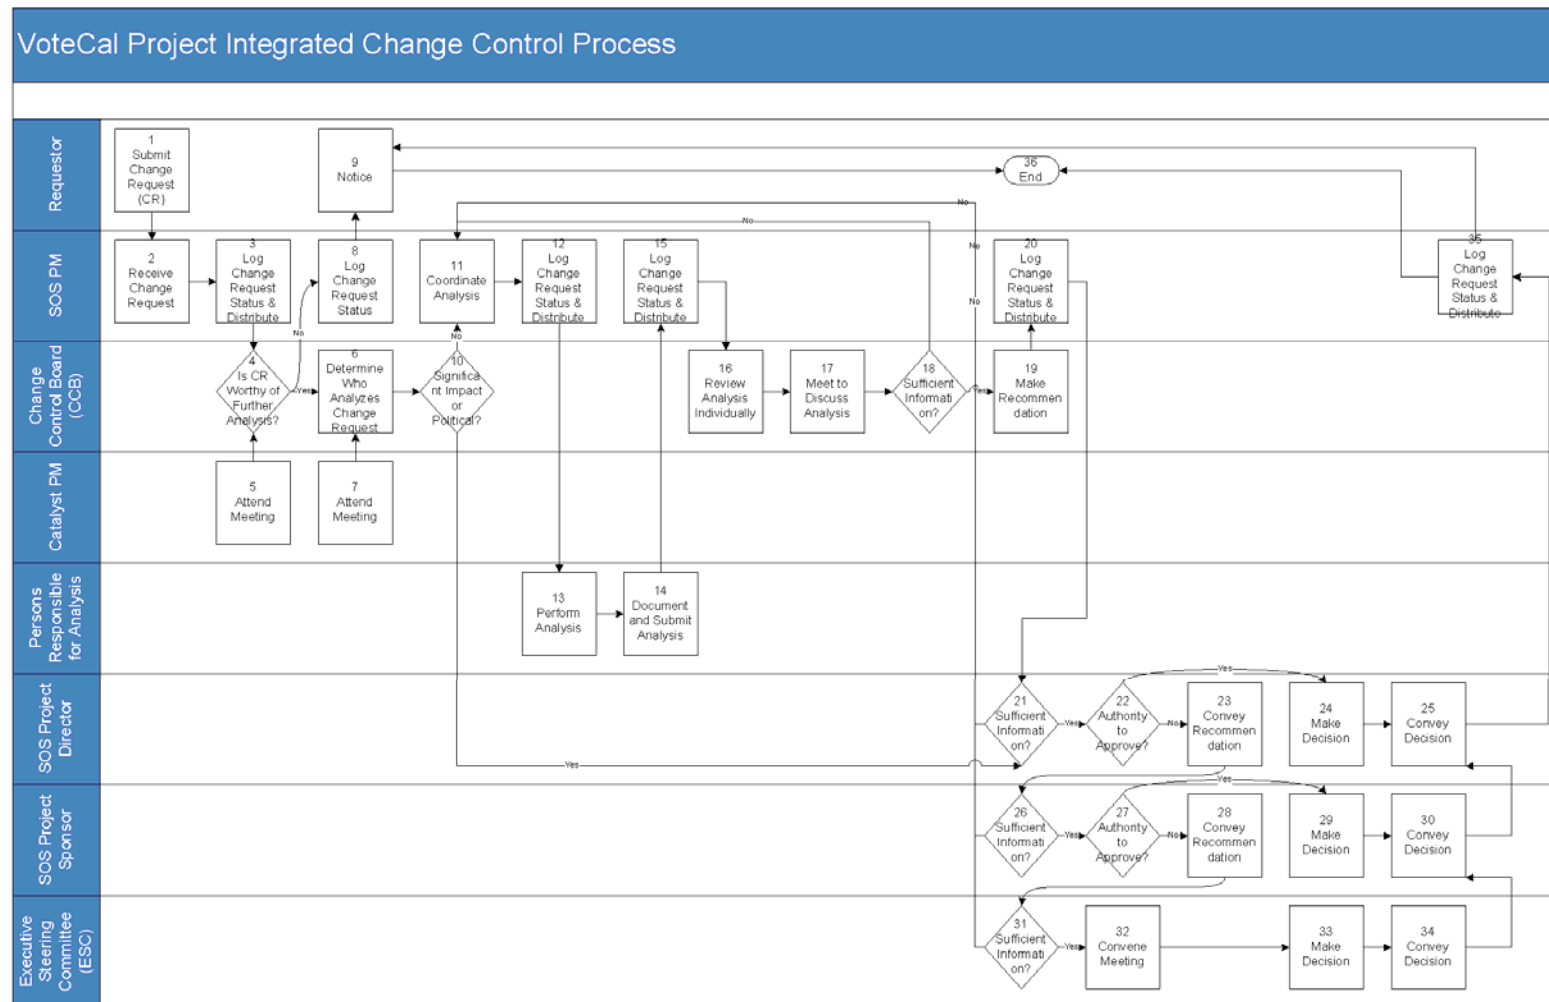 VoteCal Project Integrated Change Control Process
Requestor
1
Submit
Change
Request
(CR)
9
Notice
36
End
No
No
SOS PM
2
Receive
Change
Request
3
Log
Change
Request
Status &
Distribute
8
Log
Change
Request
Status
11
Coordinate
Analysis
12
Log
Change
Request
Status &
Distribute
15
Log
Change
Request
Status &
Distribute
No
No
20
Log
Change
Request
Status &
Distribute
35
Log
Change
Request
Status &
Distribute
No
No
Change
Control Board
(CCB)
4
Is CR
Worthy of
Further
Analysis?
Yes
6
Determine
Who
Analyzes
Change
Request
10
Significa
nt Impact
or
Political?
16
Review
Analysis
Individually
17
Meet to
Discuss
Analysis
18
Sufficient
Informati
on?
Yes
19
Make
Recommen
dation
Catalyst PM
5
Attend
Meeting
7
Attend
Meeting
Persons
Responsible
for Analysis
13
Perform
Analysis
14
Document
and Submit
Analysis
SOS Project
Director
Yes
21
Sufficient
Informati
on?
Yes
22
Authority
to
Approve?
No
23
Convey
Recommen
dation
Yes
24
Make
Decision
25
Convey
Decision
SOS Project
Sponsor
26
Sufficient
Informati
on?
Yes
27
Authority
to
Approve?
No
28
Convey
Recommen
dation
Yes
29
Make
Decision
30
Convey
Decision
Executive
Steering
Committee
(ESC)
31
Sufficient
Informati
on?
Yes
32
Convene
Meeting
33
Make
Decision
34
Convey
Decision